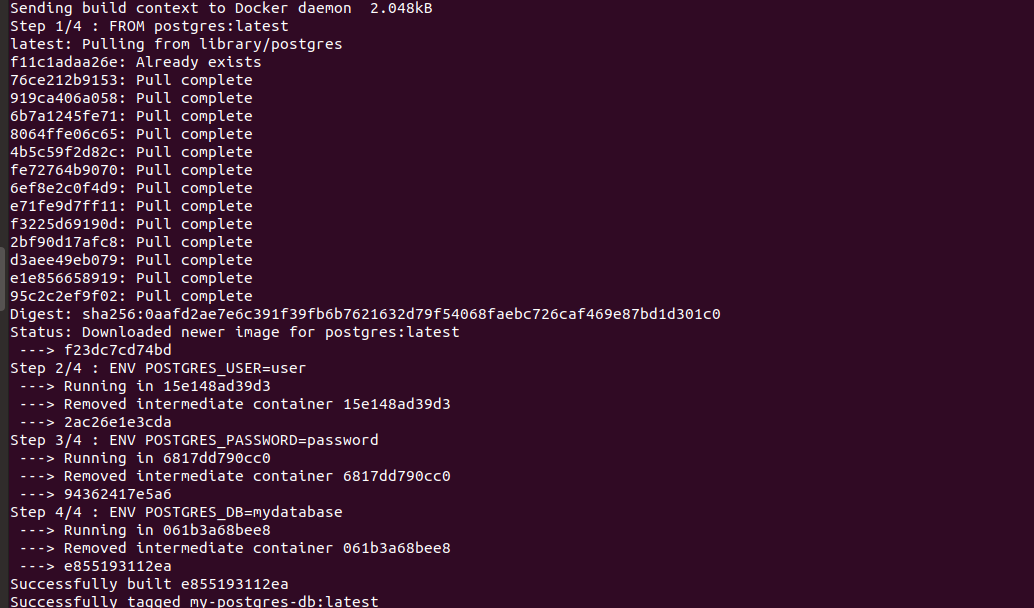 Sending build context to Docker daemon  2.048kB
Step 1/4 : FROM postgres:latest
latest: Pulling from library/postgres
f11c1adaa26e: Already exists
76ce212b9153: Pull complete
919ca406a058: Pull complete
6b7a1245fe71: Pull complete
8064ffe06c65: Pull complete
4b5c59f2d82c: Pull complete
fe72764b9070: Pull complete
6ef8e2c0f4d9: Pull complete
e71fe9d7ff11: Pull complete
f3225d69190d: Pull complete
2bf90d17afc8: Pull complete
d3aee49eb079: Pull complete
e1e856658919: Pull complete
95c2c2ef9f02: Pull complete
Digest: sha256:0aafd2ae7e6c391f39fb6b7621632d79f54068faebc726caf469e87bd1d301c0
Status: Downloaded newer image for postgres:latest
 ---> f23dc7cd74bd
Step 2/4 : ENV POSTGRES_USER=user
 ---> Running in 15e148ad39d3
 ---> Removed intermediate container 15e148ad39d3
 ---> 2ac26e1e3cda
Step 3/4 : ENV POSTGRES_PASSWORD=password
 ---> Running in 6817dd790cc0
 ---> Removed intermediate container 6817dd790cc0
 ---> 94362417e5a6
Step 4/4 : ENV POSTGRES_DB=mydatabase
 ---> Running in 061b3a68bee8
 ---> Removed intermediate container 061b3a68bee8
 ---> e855193112ea
Successfully built e855193112ea
Successfully tagged my-postgres-db:latest